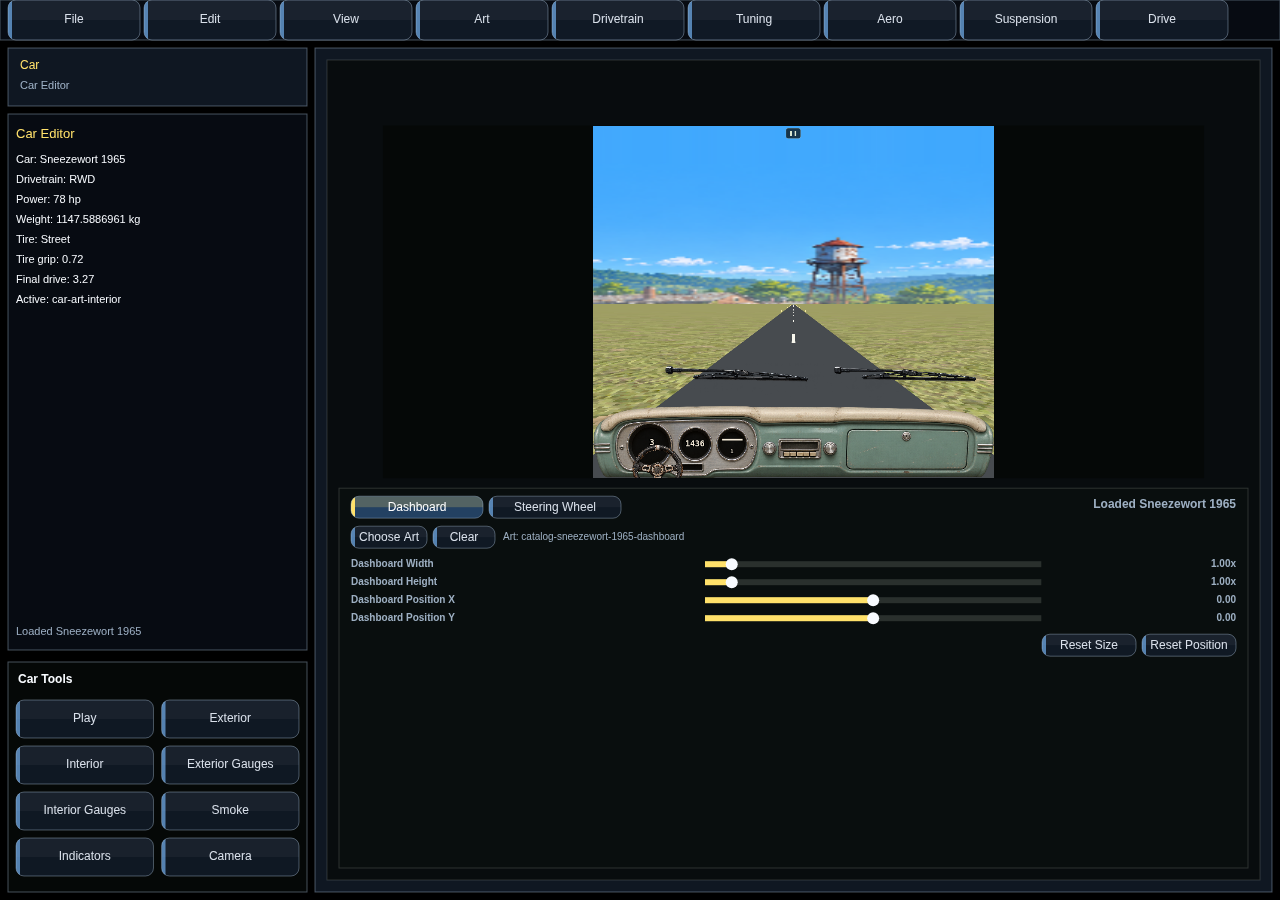 File
Edit
View
Art
Drivetrain
Tuning
Aero
Suspension
Drive
Car
Car Editor
Car Editor
Car: Sneezewort 1965
Drivetrain: RWD
Power: 78 hp
Weight: 1147.5886961 kg
Tire: Street
Tire grip: 0.72
Final drive: 3.27
Active: car-art-interior
Loaded Sneezewort 1965
Car Tools
Play
Exterior
Interior
Exterior Gauges
Interior Gauges
Smoke
Indicators
Camera
3
1436
1
Dashboard
Steering Wheel
Loaded Sneezewort 1965
Choose Art
Clear
Art: catalog-sneezewort-1965-dashboard
Dashboard Width
1.00x
Dashboard Height
1.00x
Dashboard Position X
0.00
Dashboard Position Y
0.00
Reset Size
Reset Position